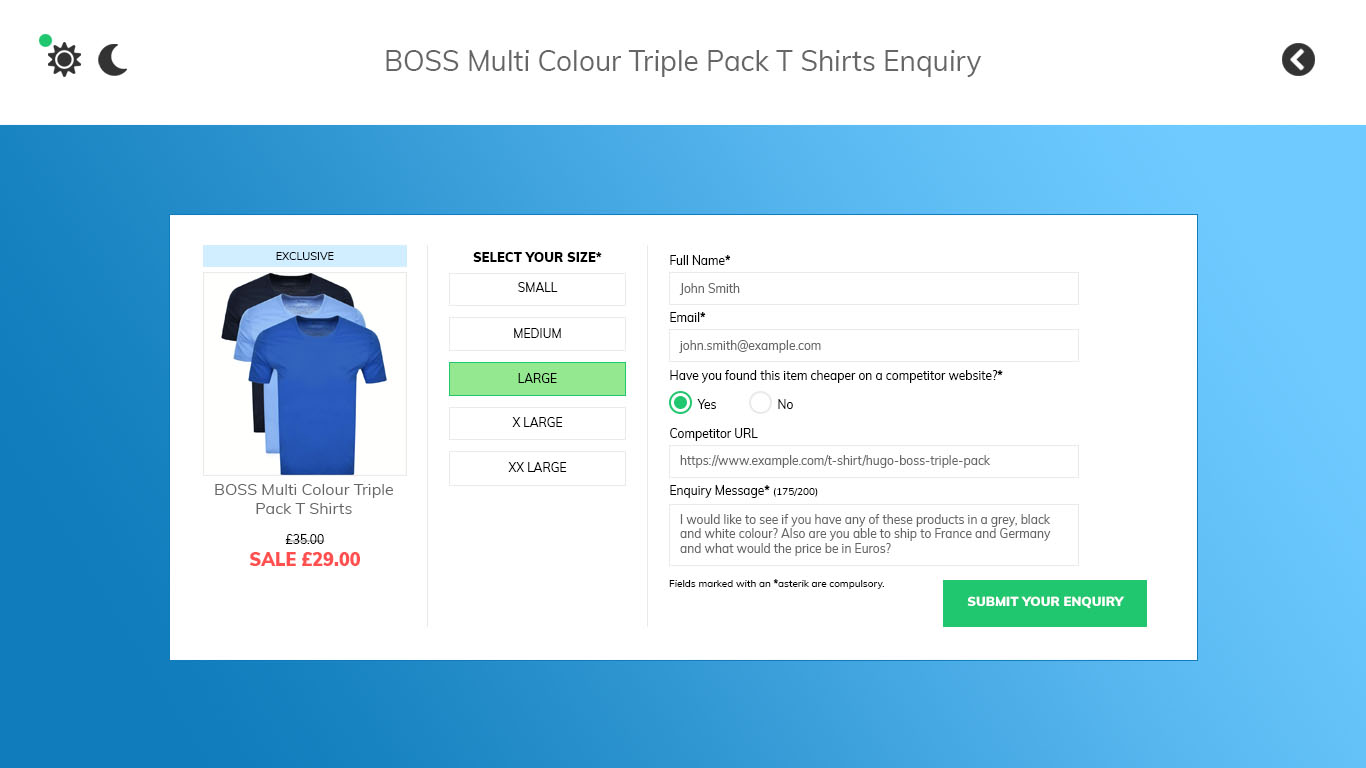 BOSS Multi Colour Triple Pack T Shirts Enquiry
EXCLUSIVE
BOSS Multi Colour Triple
Pack T Shirts
£35.00
SALE £29.00
SELECT YOUR SIZE*
SMALL
MEDIUM
LARGE
X LARGE
XX LARGE
Full Name*
John Smith
Email*
john.smith@example.com
Have you found this item cheaper on a competitor website?*
Yes
No
Competitor URL
https://www.example.com/t-shirt/hugo-boss-triple-pack
Enquiry Message* (175/200)
I would like to see if you have any of these products in a grey, black
and white colour? Also are you able to ship to France and Germany
and what would the price be in Euros?
Fields marked with an *asterik are compulsory.
SUBMIT YOUR ENQUIRY